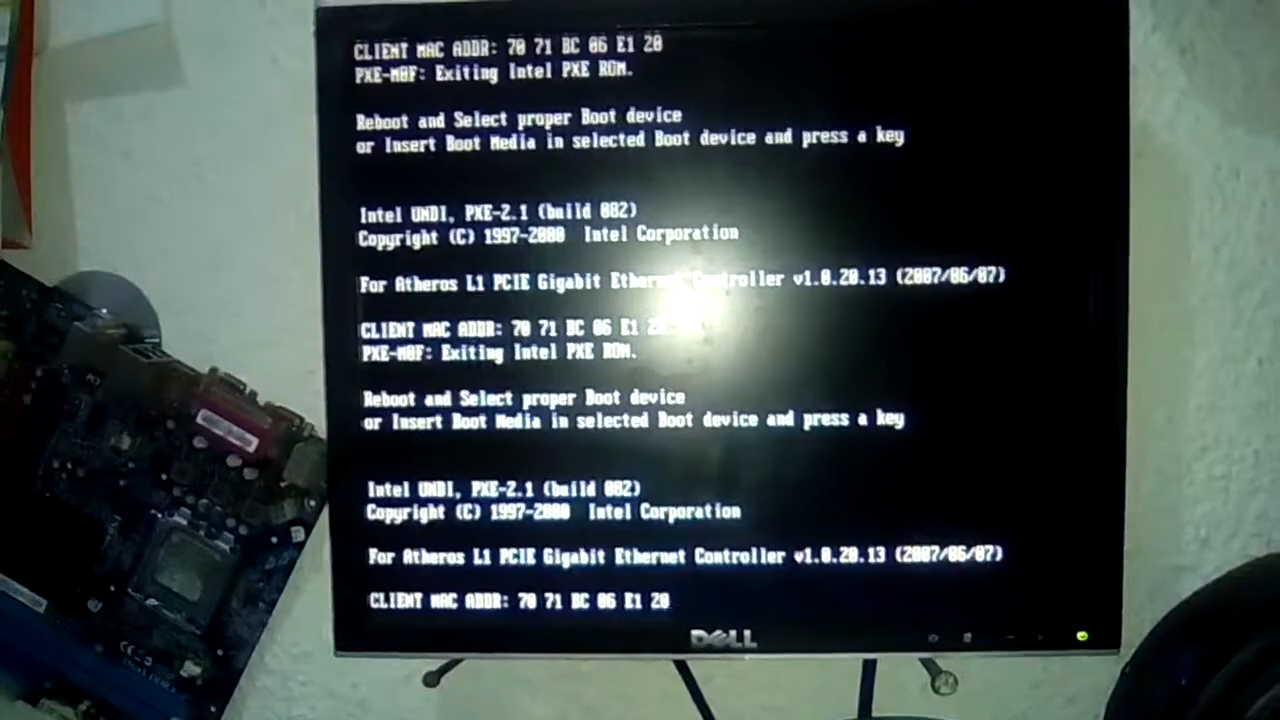 CLIENT MAC ADDR: 70 71 BC 06 E1 20
PXE-M0F: Exiting Intel PXE ROM.
Reboot and Select proper Boot device
or Insert Boot Media in selected Boot device and press a key
Intel UNDI, PXE-2.1 (build 082)
Copyright (C) 1997-2000 Intel Corporation
For Atheros L1 PCIE Gigabit Ethernet Controller v1.0.20.13 (2007/06/07)
CLIENT MAC ADDR: 70 71 BC 06 E1 20
PXE-M0F: Exiting Intel PXE ROM.
Reboot and Select proper Boot device
or Insert Boot Media in selected Boot device and press a key
Intel UNDI, PXE-2.1 (build 082)
Copyright (C) 1997-2000 Intel Corporation
For Atheros L1 PCIE Gigabit Ethernet Controller v1.0.20.13 (2007/06/07)
CLIENT MAC ADDR: 70 71 BC 06 E1 20
DELL